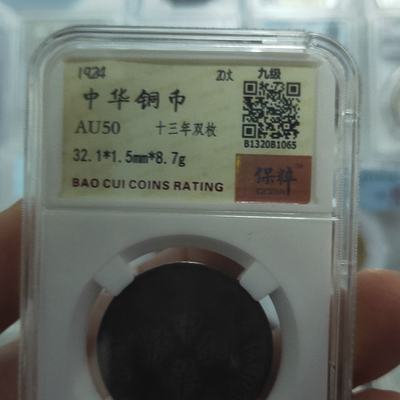 1924 20文 九级
中华铜币
AU50 十三年双枚
B1320B1065
32.1*1.5mm*8.7g
保粹
BAO CUI COINS RATING